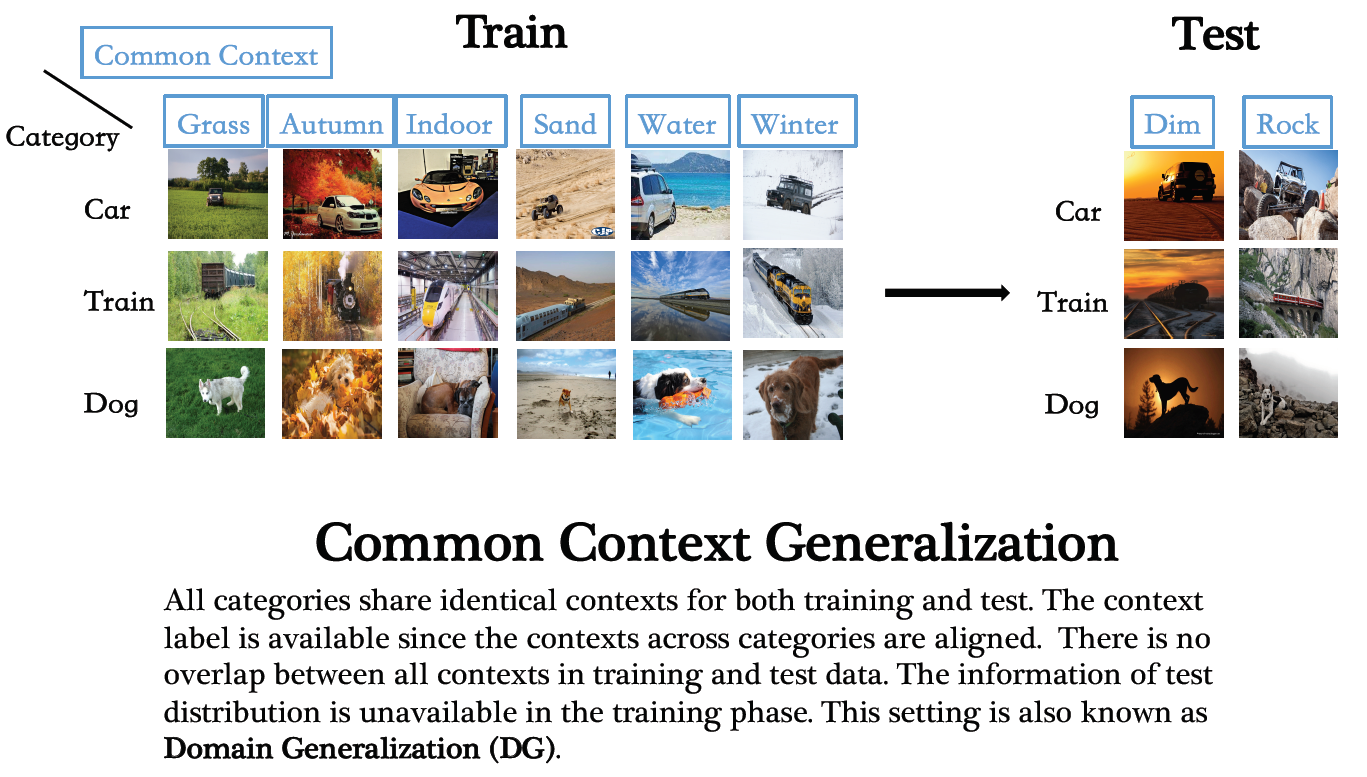 Train
Test
Common Context
Category
Grass Autumn Indoor Sand Water Winter
Dim Rock
Car
Car
Train
Train
Dog
Dog
Common Context Generalization
All categories share identical contexts for both training and test. The context
label is available since the contexts across categories are aligned. There is no
overlap between all contexts in training and test data. The information of test
distribution is unavailable in the training phase. This setting is also known as
Domain Generalization (DG).